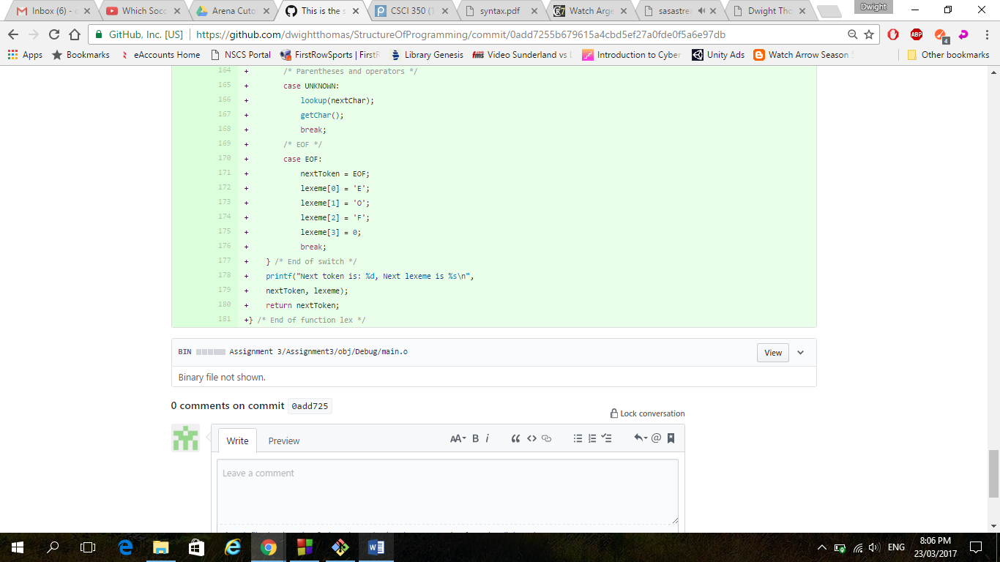 Dwight
Inbox (6) - d
Which Socc
Arena Cuto
This is the s
CSCI 350 (1
syntax.pdf
Watch Arge
sasastree
Dwight Tho
GitHub, Inc. [US]
https://github.com/dwightthomas/StructureOfProgramming/commit/0add7255b679615a4cbd5ef27a0fde0f5a6e97db
ABP
4
Apps
Bookmarks
eAccounts Home
NSCS Portal
FirstRowSports | FirstR
Library Genesis
Video Sunderland vs
Introduction to Cyber
Unity Ads
Watch Arrow Season
Other bookmarks
164 + /* Parentheses and operators */
165 + case UNKNOWN:
166 + lookup(nextChar);
167 + getChar();
168 + break;
169 + /* EOF */
170 + case EOF:
171 + nextToken = EOF;
172 + lexeme[0] = 'E';
173 + lexeme[1] = 'O';
174 + lexeme[2] = 'F';
175 + lexeme[3] = 0;
176 + break;
177 + } /* End of switch */
178 + printf("Next token is: %d, Next lexeme is %s\n",
179 + nextToken, lexeme);
180 + return nextToken;
181 +} /* End of function lex */
BIN Assignment 3/Assignment3/obj/Debug/main.o
View
Binary file not shown.
0 comments on commit 0add725
Lock conversation
Write
Preview
AA B i
Leave a comment
ENG
8:06 PM
23/03/2017